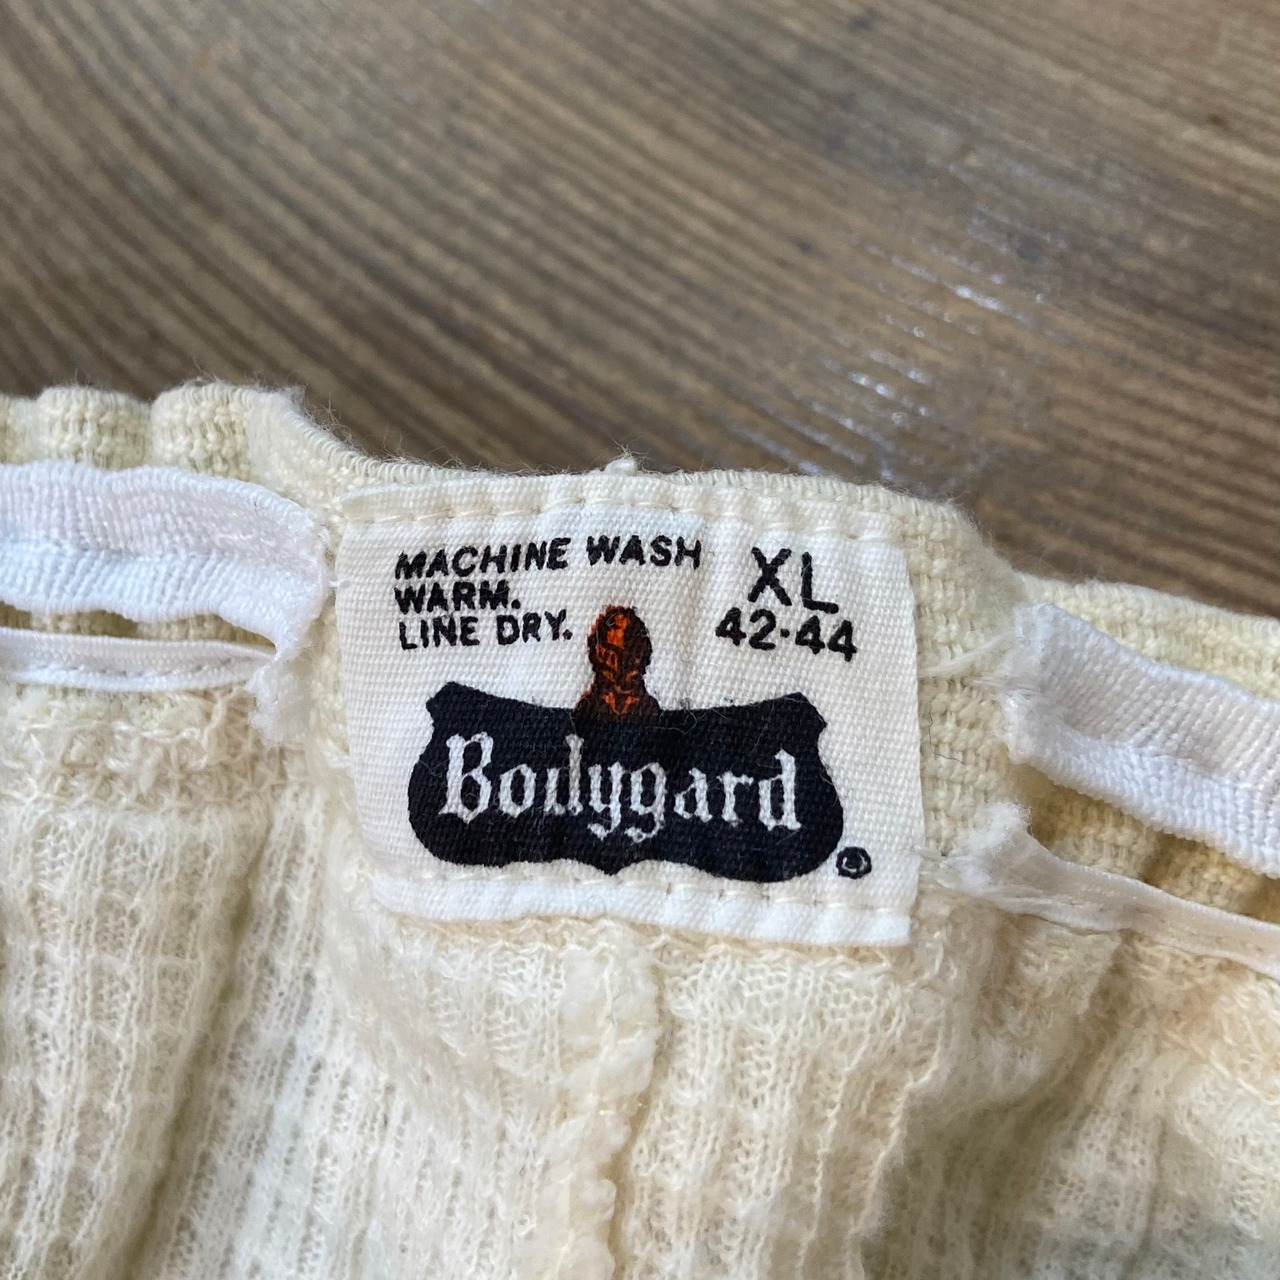 MACHINE WASH
WARM.
LINE DRY.
XL
42-44
Bodygard
®